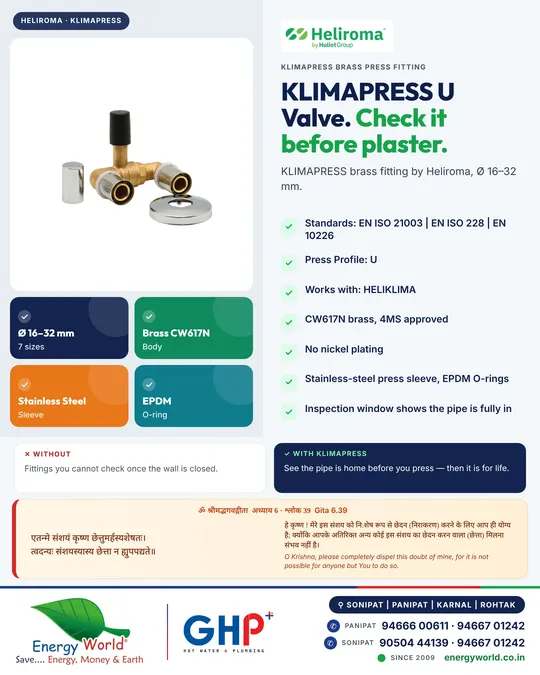 HELIROMA · KLIMAPRESS
Heliroma®
by HuliotGroup
KLIMAPRESS BRASS PRESS FITTING
KLIMAPRESS U
Valve. Check it
before plaster.
KLIMAPRESS brass fitting by Heliroma, Ø 16–32
mm.
Standards: EN ISO 21003 | EN ISO 228 | EN
10226
Press Profile: U
Works with: HELIKLIMA
CW617N brass, 4MS approved
No nickel plating
Stainless-steel press sleeve, EPDM O-rings
Inspection window shows the pipe is fully in
Ø 16–32 mm
7 sizes
Brass CW617N
Body
Stainless Steel
Sleeve
EPDM
O-ring
✕ WITHOUT
Fittings you cannot check once the wall is closed.
✓ WITH KLIMAPRESS
See the pipe is home before you press — then it is for life.
ॐ श्रीमद्भगवद्गीता अध्याय 6 · श्लोक 39 Gita 6.39
एतन्मे संशयं कृष्ण छेत्तुमर्हस्यशेषतः।
त्वदन्यः संशयस्यास्य छेत्ता न ह्युपपद्यते॥
हे कृष्ण ! मेरे इस संशय को नि:शेष रूप से छेदन (निराकरण) करने के लिए आप ही योग्य
है; क्योंकि आपके अतिरिक्त अन्य कोई इस संशय का छेदन करन वाला (छेत्ता) मिलना
संभव नहीं है।
O Krishna, please completely dispel this doubt of mine, for it is not
possible for anyone but You to do so.
Energy World®
Save.... Energy, Money & Earth
GHP+
HOT WATER & PLUMBING
SONIPAT | PANIPAT | KARNAL | ROHTAK
PANIPAT 94666 00611 · 94667 01242
SONIPAT 90504 44139 · 94667 01242
SINCE 2009 energyworld.co.in